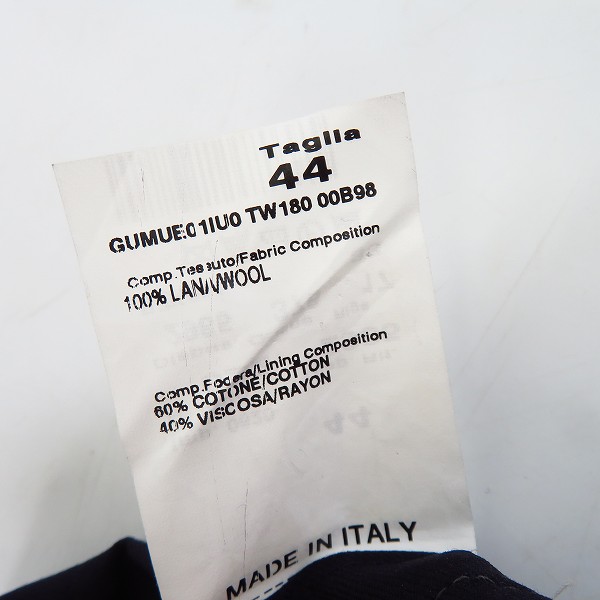 Taglia
44
GUMUE01IU0 TW180 00B98
Comp.Tessuto/Fabric Composition
100% LANA/WOOL
Comp.Fodera/Lining Composition
60% COTONE/COTTON
40% VISCOSA/RAYON
MADE IN ITALY